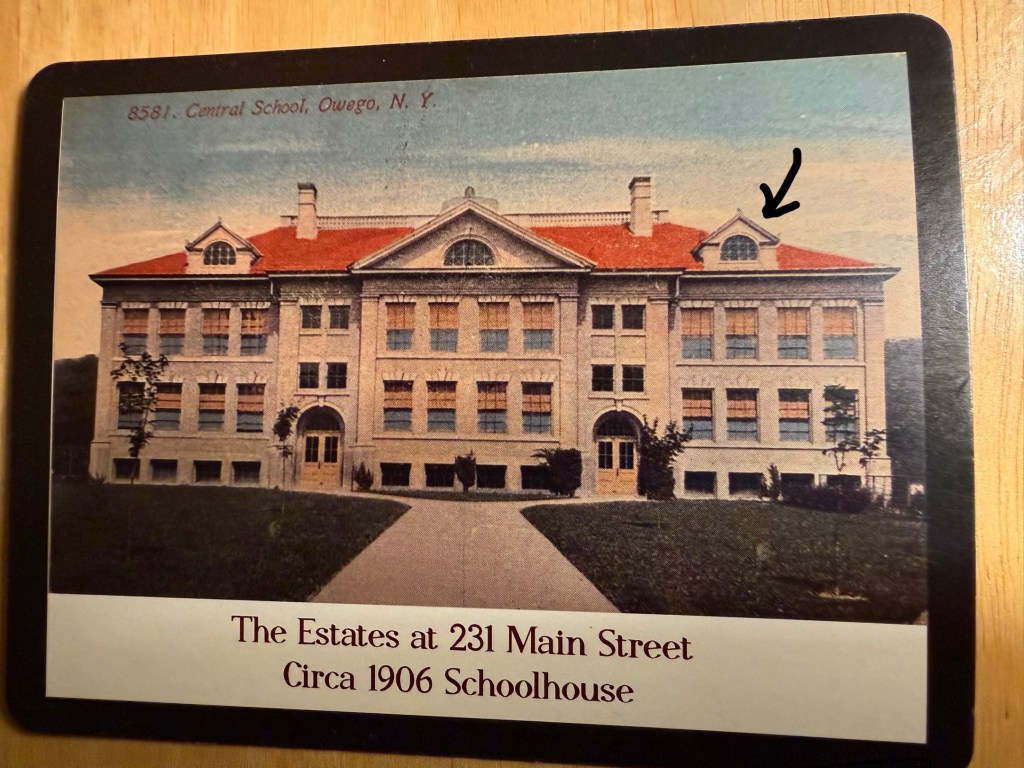 8581. Central School, Owego, N. Y.
The Estates at 231 Main Street
Circa 1906 Schoolhouse